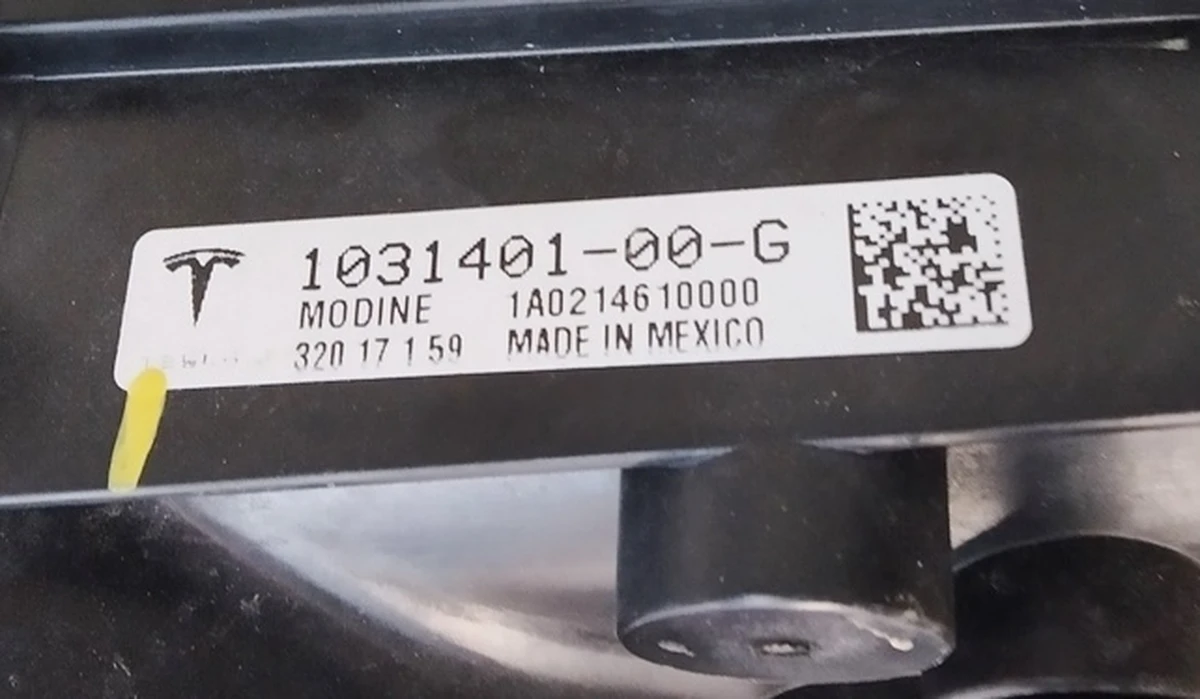 1031401-00-G
MODINE 1A0214610000
320 17 1 59 MADE IN MEXICO